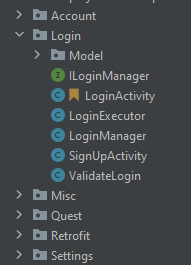 Account
Login
Model
ILoginManager
LoginActivity
LoginExecutor
LoginManager
SignUpActivity
ValidateLogin
Misc
Quest
Retrofit
Settings